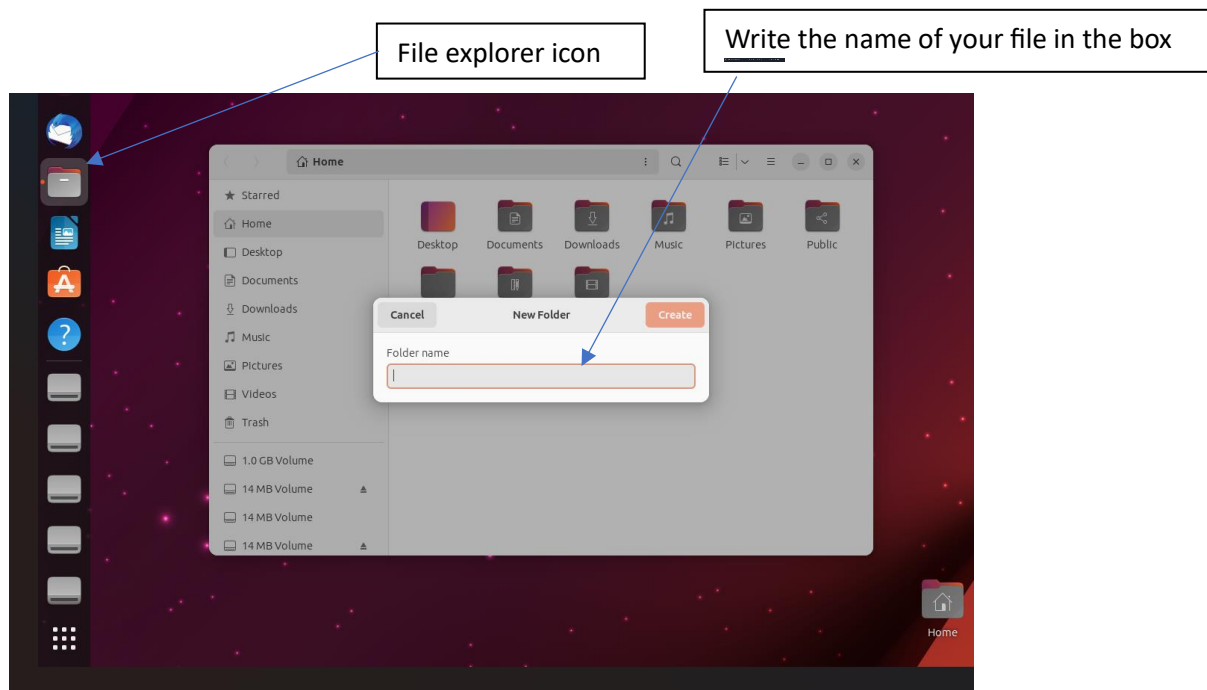 File explorer icon
Write the name of your file in the box
Home
Starred
Home
Desktop
Documents
Downloads
Music
Pictures
Videos
Trash
1.0 GB Volume
14 MB Volume
14 MB Volume
14 MB Volume
Desktop
Documents
Downloads
Music
Pictures
Public
Cancel
New Folder
Create
Folder name
Home